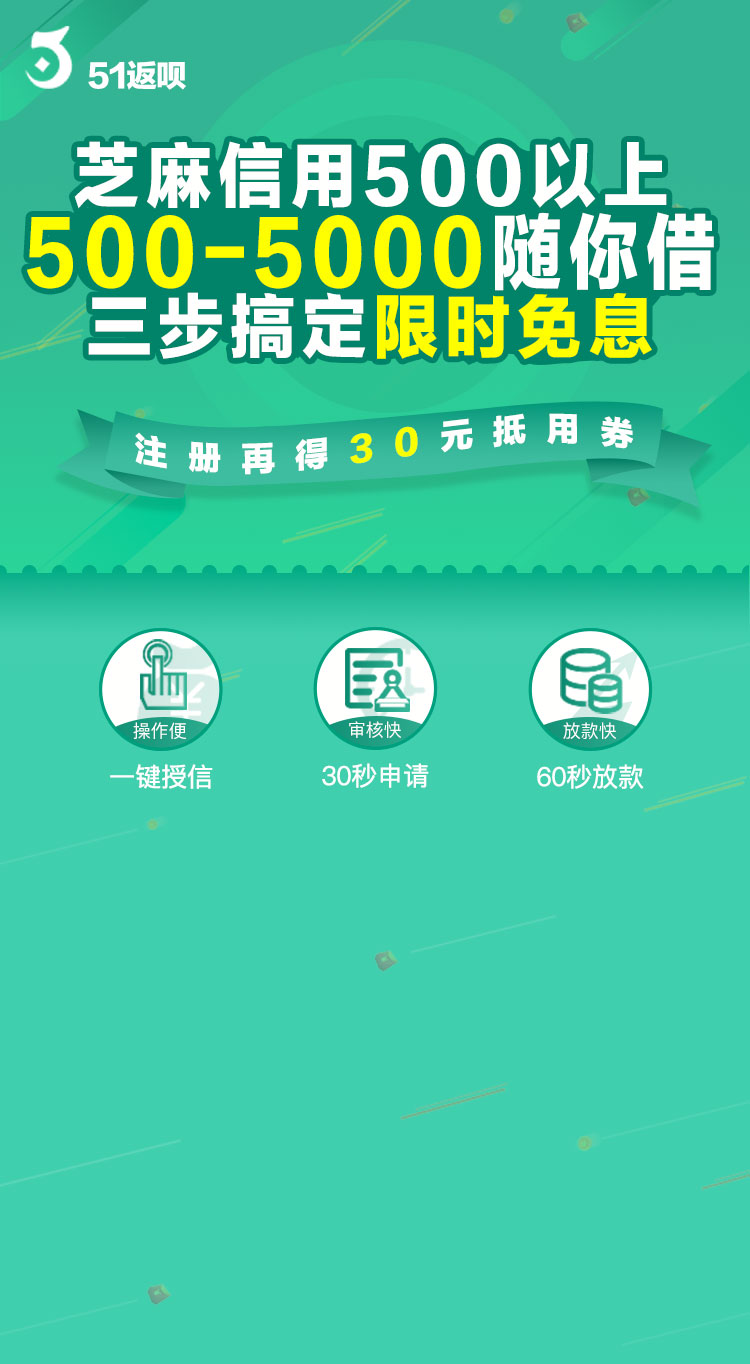 51返呗
芝麻信用500以上
500-5000随你借
三步搞定限时免息
注册再得30元抵用券
操作便
审核快
放款快
一键授信
30秒申请
60秒放款